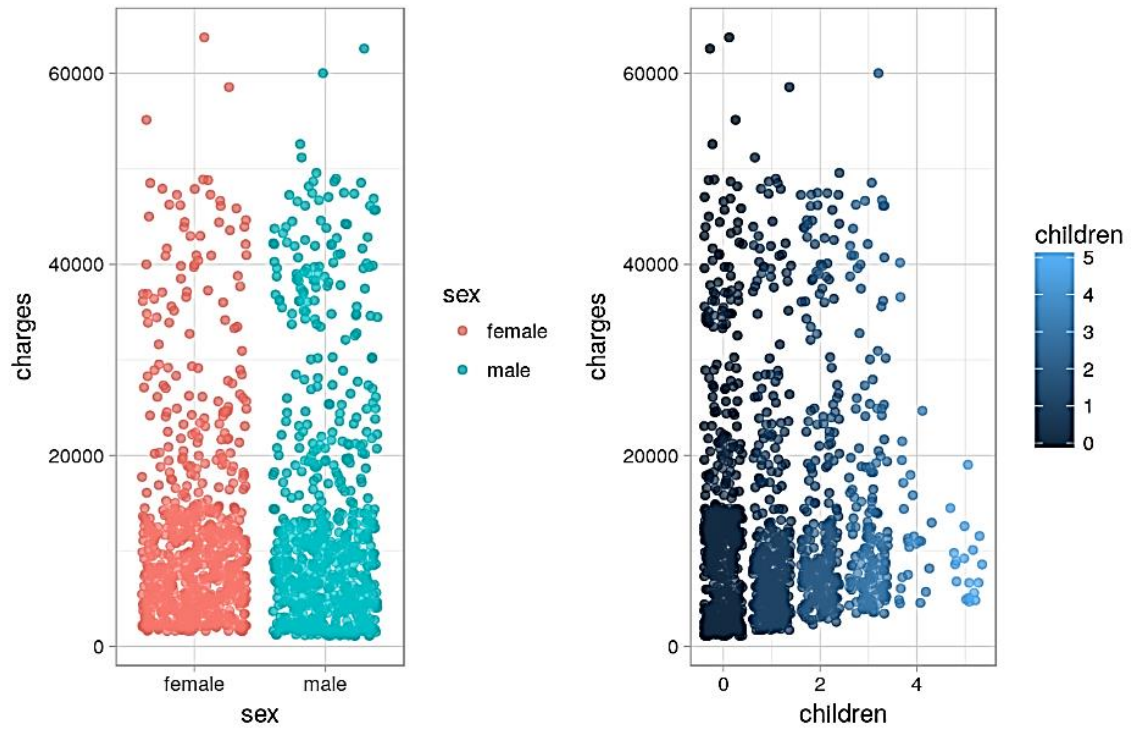 charges
60000
40000
20000
0
female
male
sex
sex
female
male
charges
60000
40000
20000
0
0
2
4
children
children
5
4
3
2
1
0